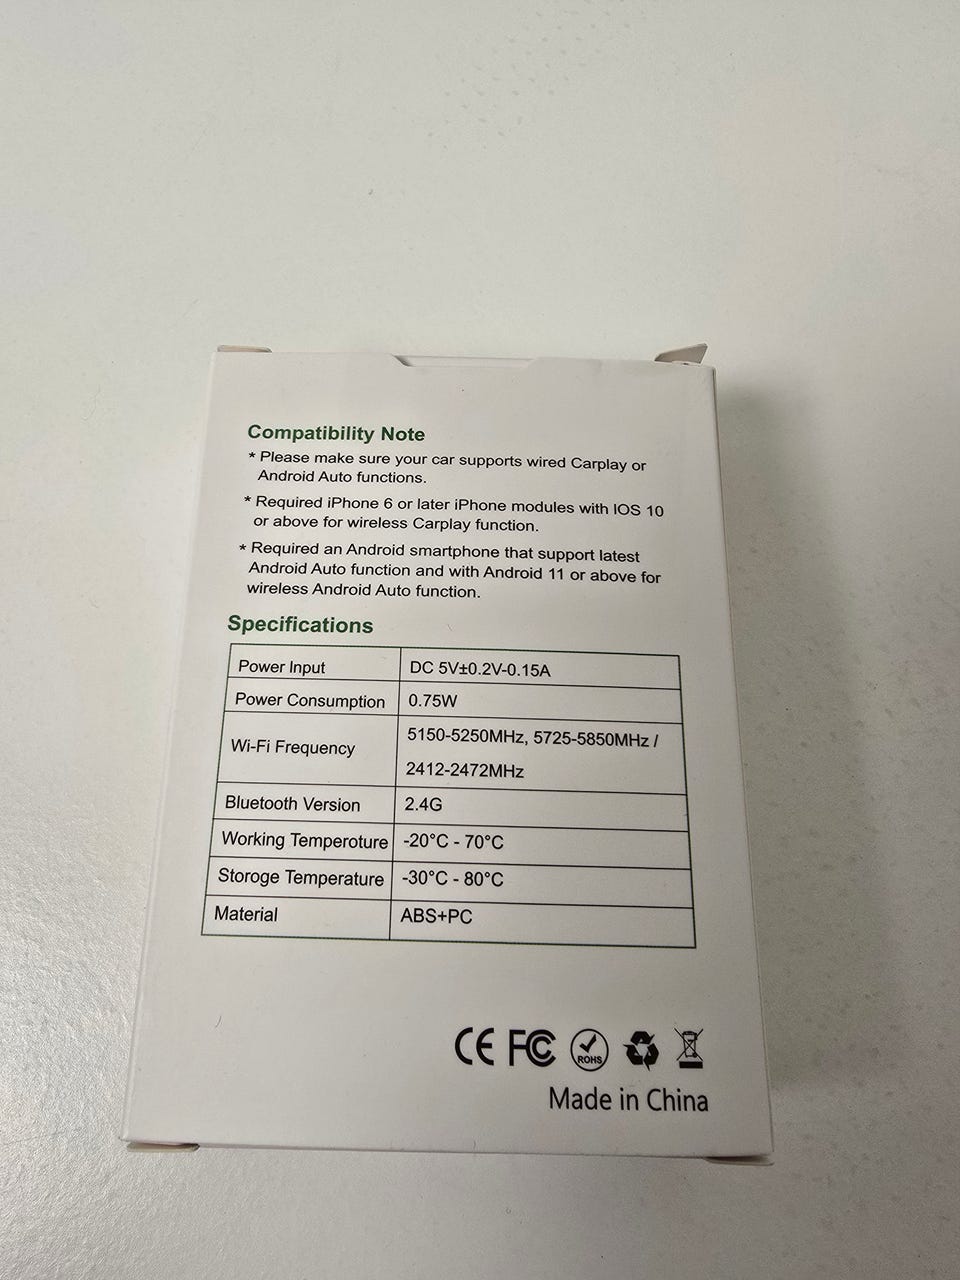 Compatibility Note
* Please make sure your car supports wired Carplay or
Android Auto functions.
* Required iPhone 6 or later iPhone modules with IOS 10
or above for wireless Carplay function.
* Required an Android smartphone that support latest
Android Auto function and with Android 11 or above for
wireless Android Auto function.
Specifications
Power Input DC 5V±0.2V-0.15A
Power Consumption 0.75W
Wi-Fi Frequency 5150-5250MHz, 5725-5850MHz /
2412-2472MHz
Bluetooth Version 2.4G
Working Temperoture -20°C - 70°C
Storoge Temperature -30°C - 80°C
Material ABS+PC
CE FC ROHS
Made in China